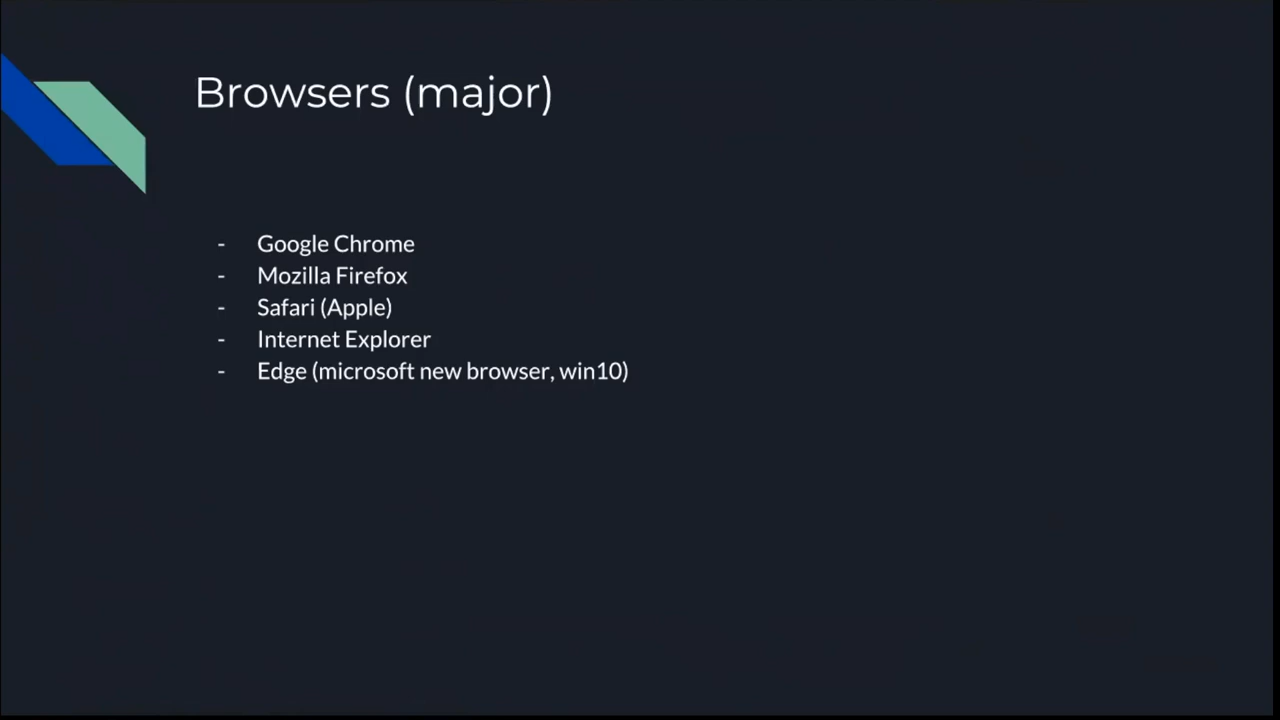 Browsers (major)
- Google Chrome
- Mozilla Firefox
- Safari (Apple)
- Internet Explorer
- Edge (microsoft new browser, win10)